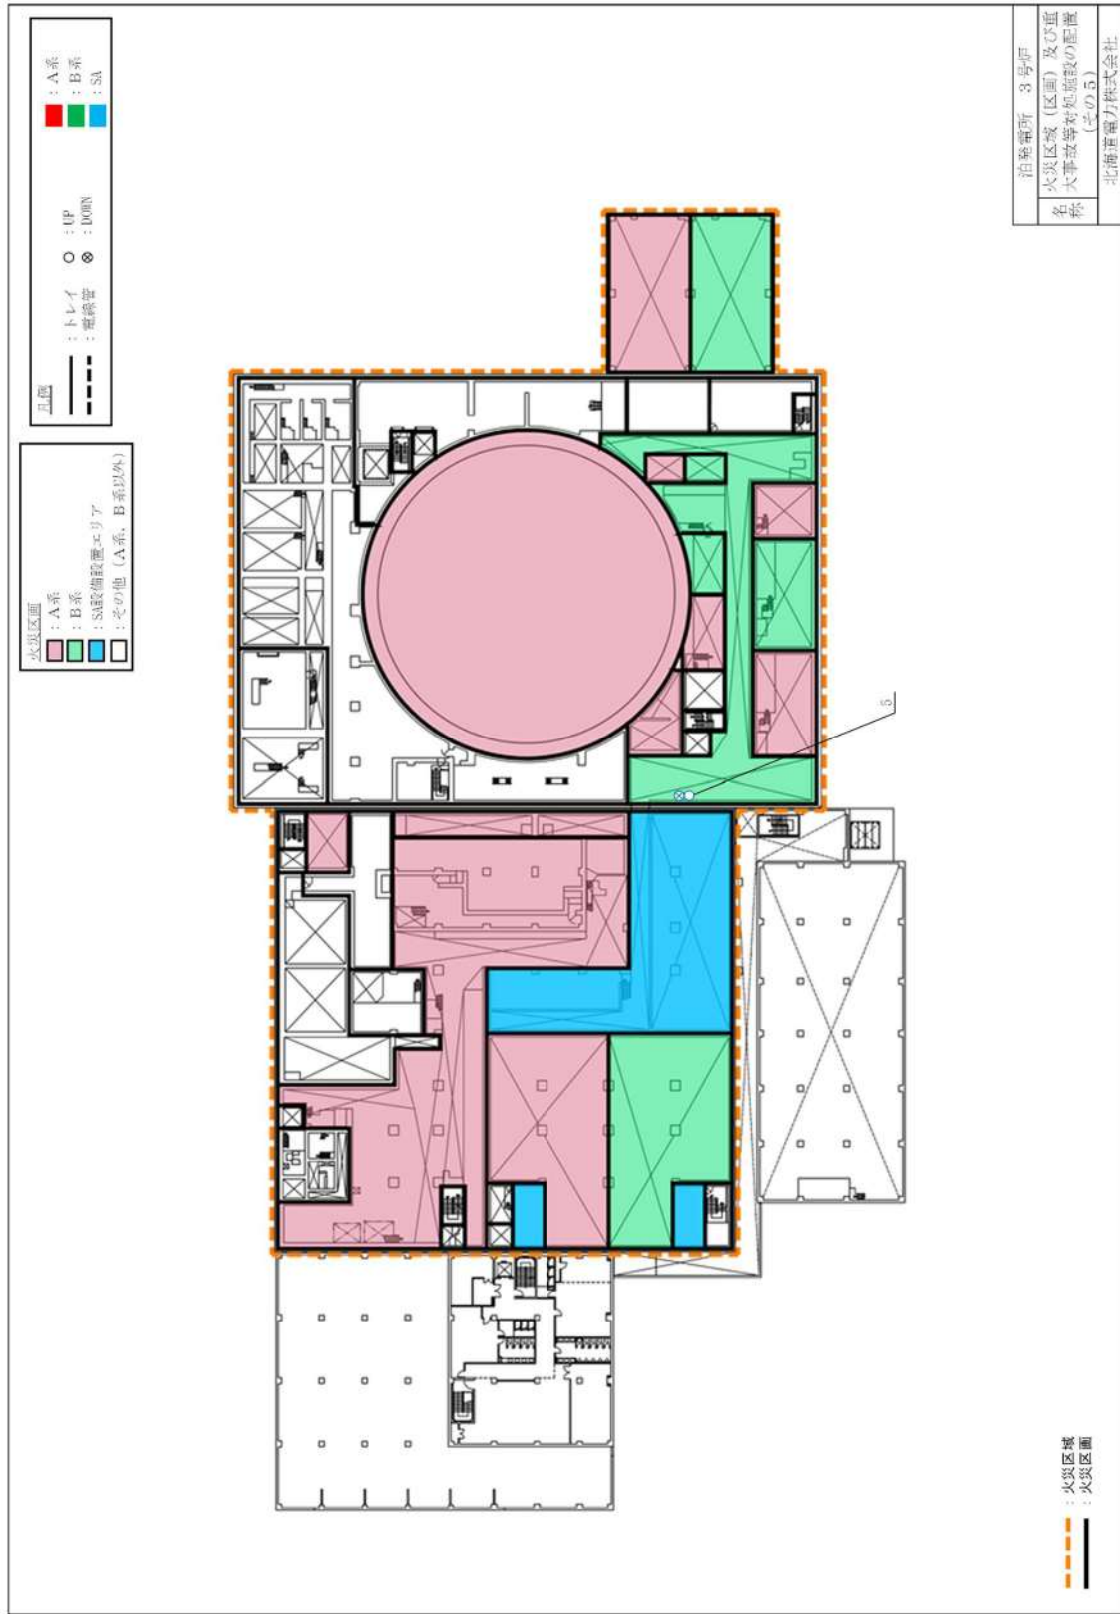 火災区画
：A系
：B系
：SA設備設置エリア
：その他（A系、B系以外）
凡例
：トレイ
：電線管
：UP
：DOWN
：A系
：B系
：SA
5
：火災区域
：火災区画
泊発電所 3号炉
名称
火災区域（区画）及び重
大事故等対処施設の配置
（その5）
北海道電力株式会社